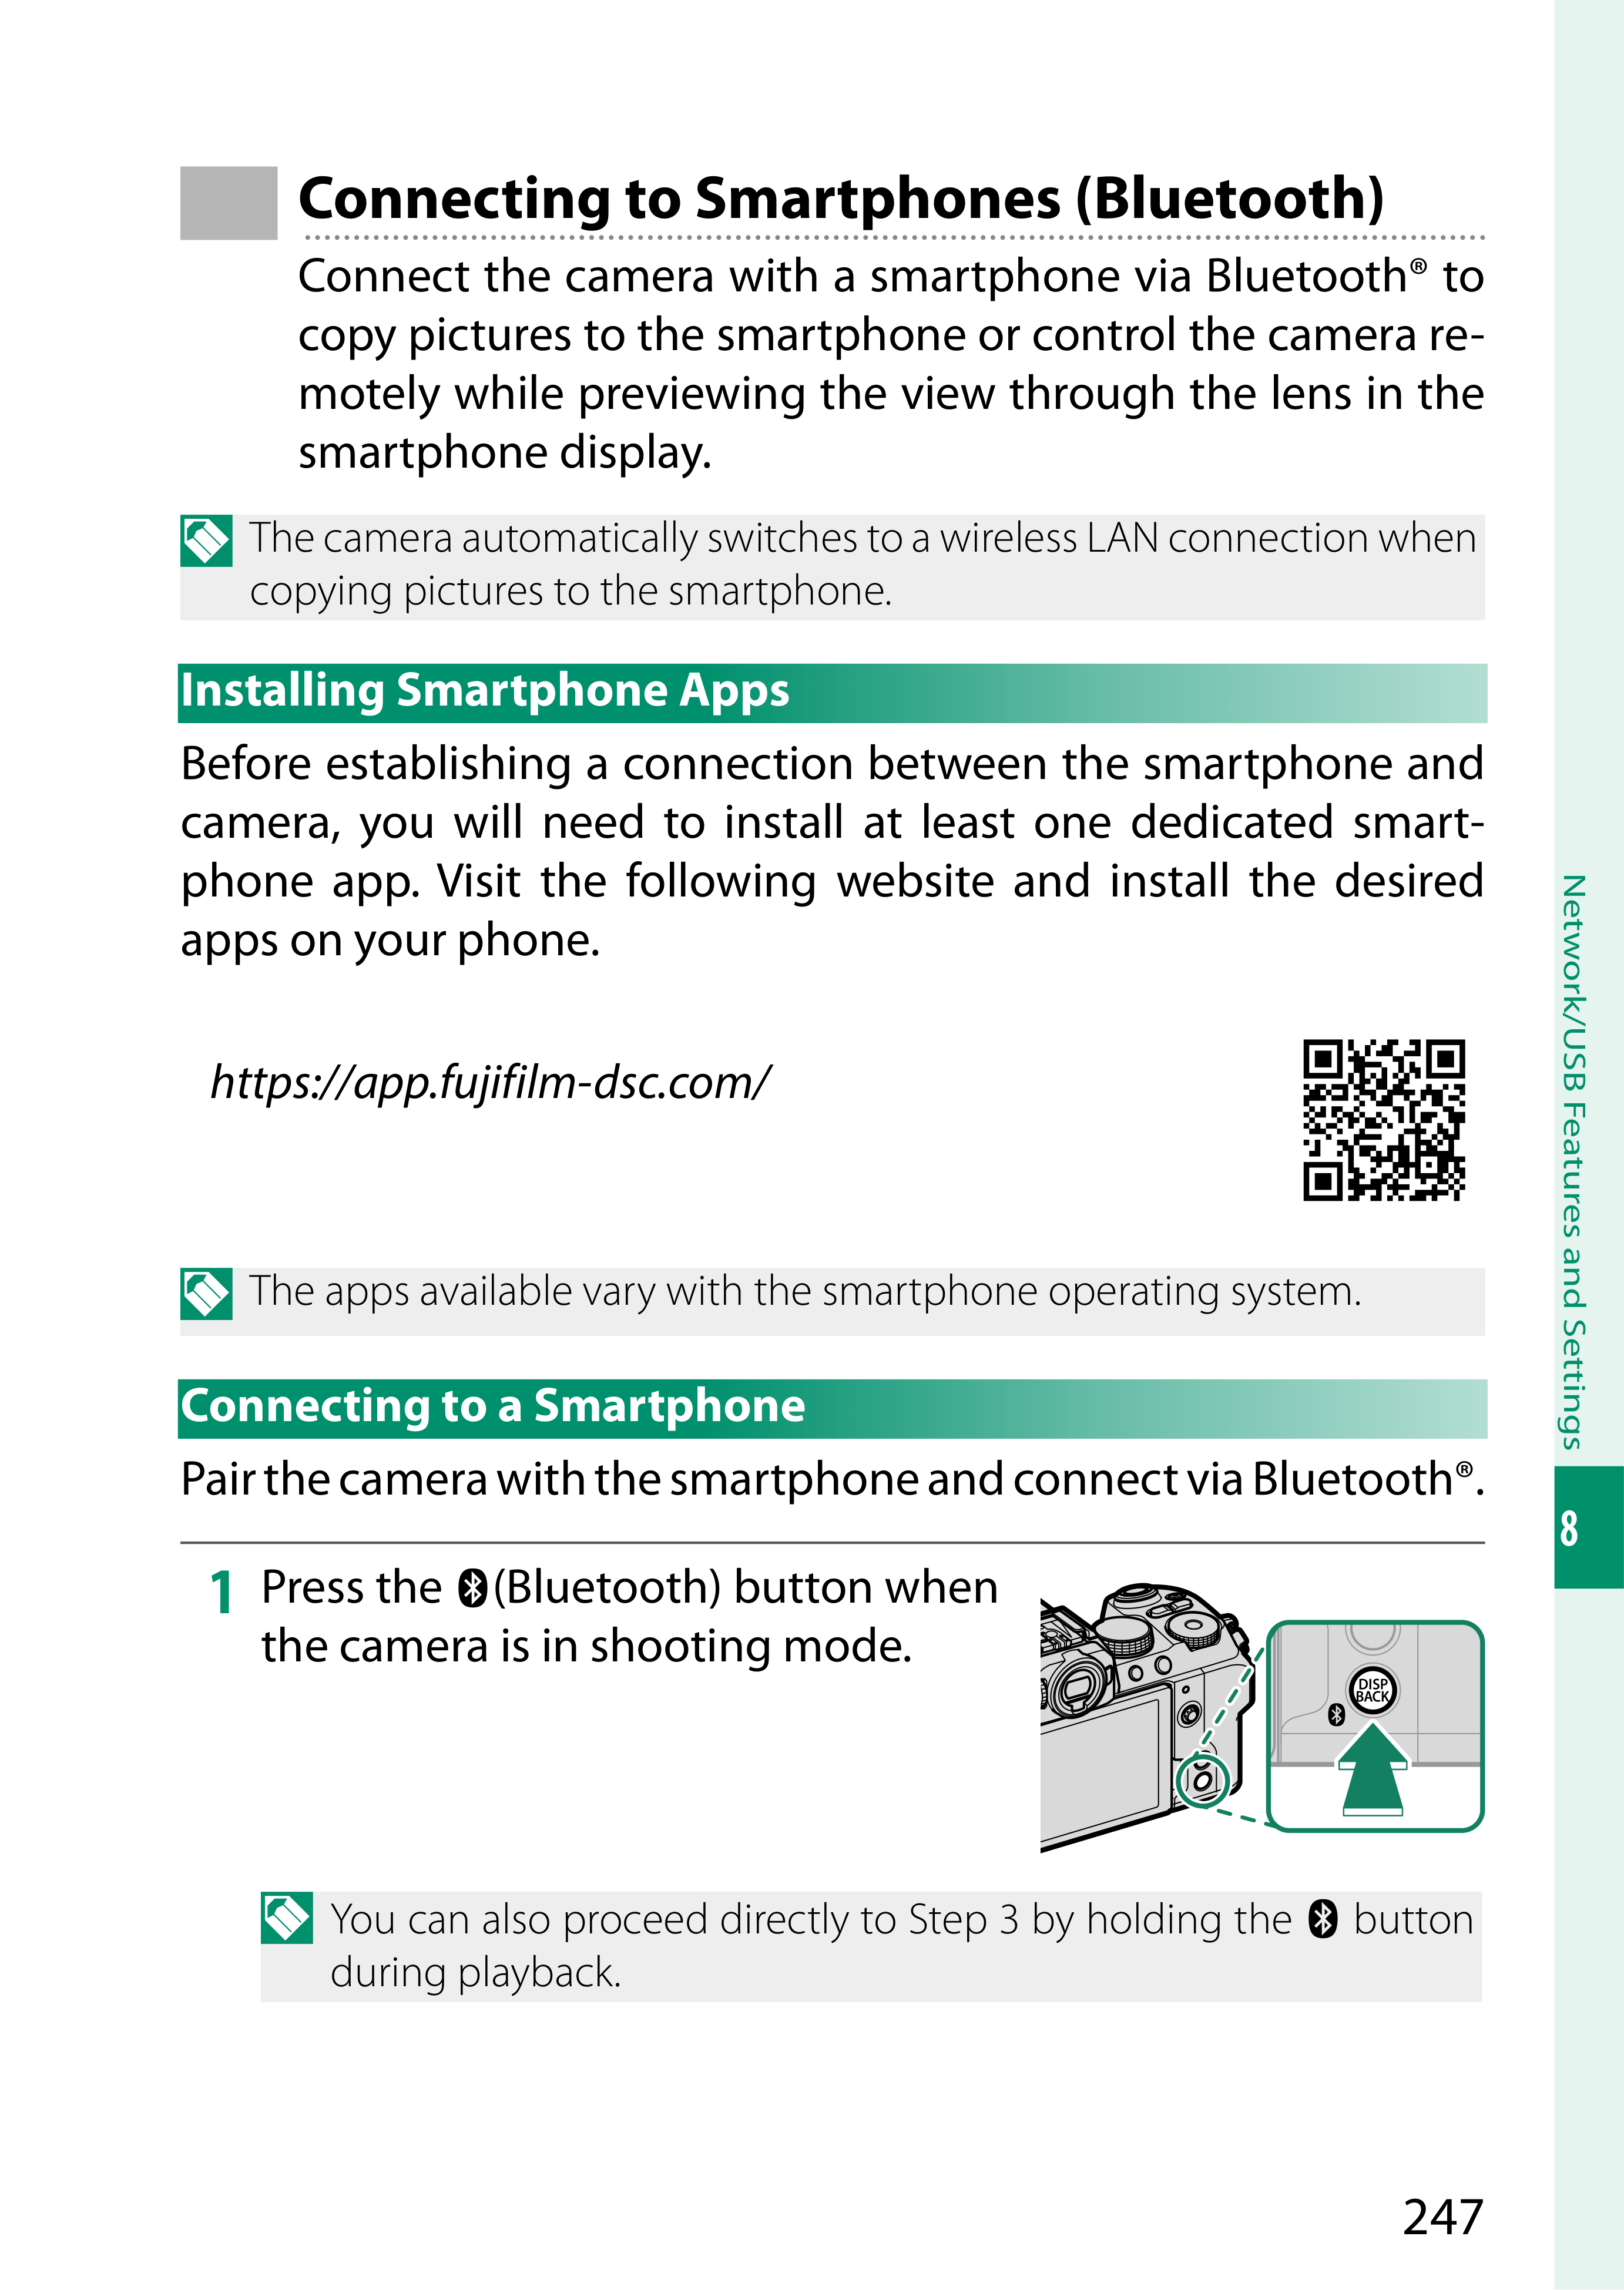 Connecting to Smartphones (Bluetooth)
Connect the camera with a smartphone via Bluetooth® to
copy pictures to the smartphone or control the camera re-
motely while previewing the view through the lens in the
smartphone display.
The camera automatically switches to a wireless LAN connection when
copying pictures to the smartphone.
Installing Smartphone Apps
Before establishing a connection between the smartphone and
camera, you will need to install at least one dedicated smart-
phone app. Visit the following website and install the desired
apps on your phone.
https://app.fujifilm-dsc.com/
The apps available vary with the smartphone operating system.
Connecting to a Smartphone
Pair the camera with the smartphone and connect via Bluetooth®.
1 Press the (Bluetooth) button when
the camera is in shooting mode.
DISP
BACK
You can also proceed directly to Step 3 by holding the button
during playback.
Network/USB Features and Settings
8
247